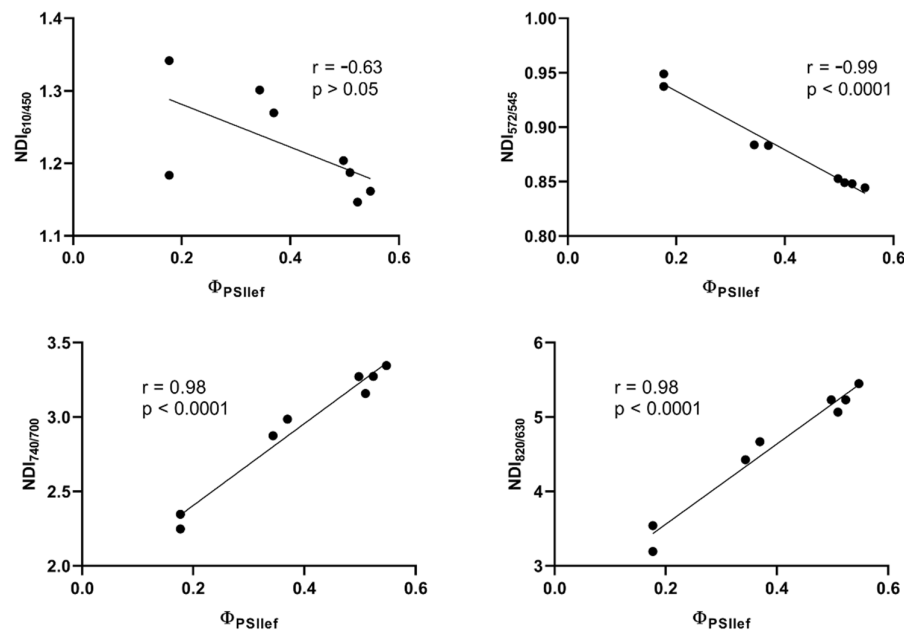 1.4
1.3
1.2
1.1
NDI610/450
r = −0.63
p > 0.05
0.0 0.2 0.4 0.6
ΦPSIIef
1.00
0.95
0.90
0.85
0.80
NDI572/545
r = −0.99
p < 0.0001
0.0 0.2 0.4 0.6
ΦPSIIef
3.5
3.0
2.5
2.0
NDI740/700
r = 0.98
p < 0.0001
0.0 0.2 0.4 0.6
ΦPSIIef
6
5
4
3
NDI820/630
r = 0.98
p < 0.0001
0.0 0.2 0.4 0.6
ΦPSIIef